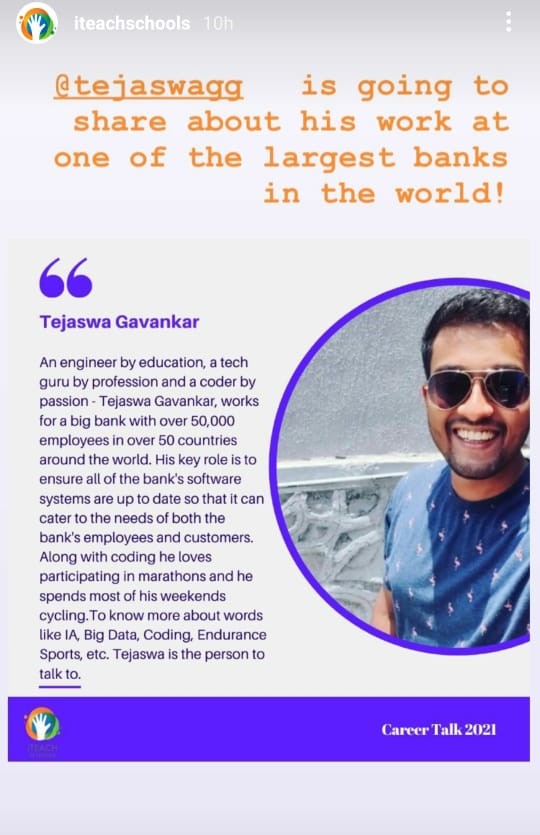 iteachschools 10h
@tejaswagg is going to
share about his work at
one of the largest banks
in the world!
Tejaswa Gavankar
An engineer by education, a tech
guru by profession and a coder by
passion - Tejaswa Gavankar, works
for a big bank with over 50,000
employees in over 50 countries
around the world. His key role is to
ensure all of the bank's software
systems are up to date so that it can
cater to the needs of both the
bank's employees and customers.
Along with coding he loves
participating in marathons and he
spends most of his weekends
cycling.To know more about words
like IA, Big Data, Coding, Endurance
Sports, etc. Tejaswa is the person to
talk to.
iTEACH
Career Talk 2021